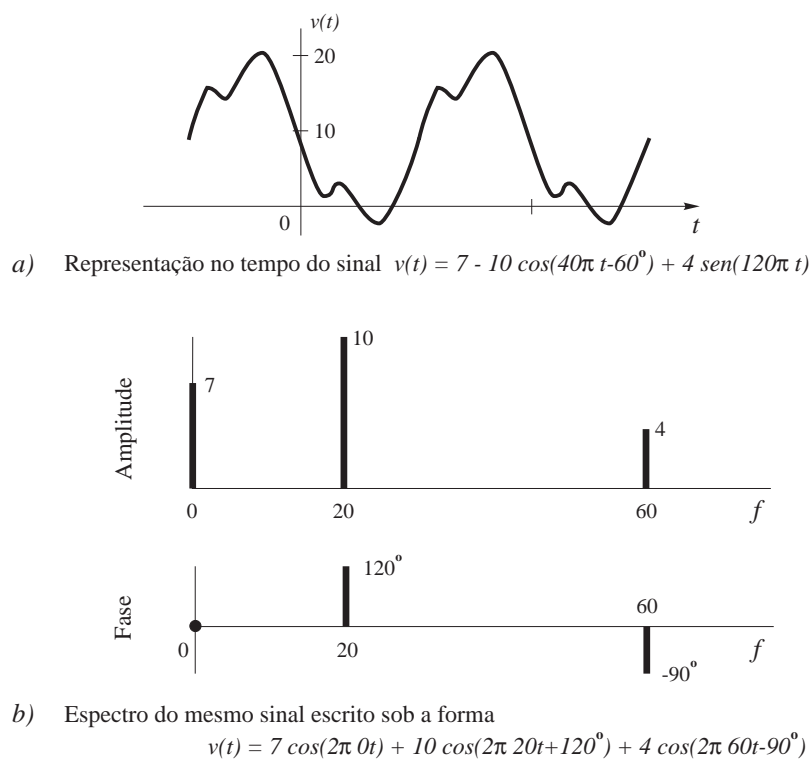 v(t)
20
10
0
t
a) Representação no tempo do sinal v(t) = 7 - 10 cos(40π t-60°) + 4 sen(120π t)
Amplitude
7
10
4
0
20
60
f
Fase
120°
60
0
20
-90°
f
b) Espectro do mesmo sinal escrito sob a forma
v(t) = 7 cos(2π 0t) + 10 cos(2π 20t+120°) + 4 cos(2π 60t-90°)